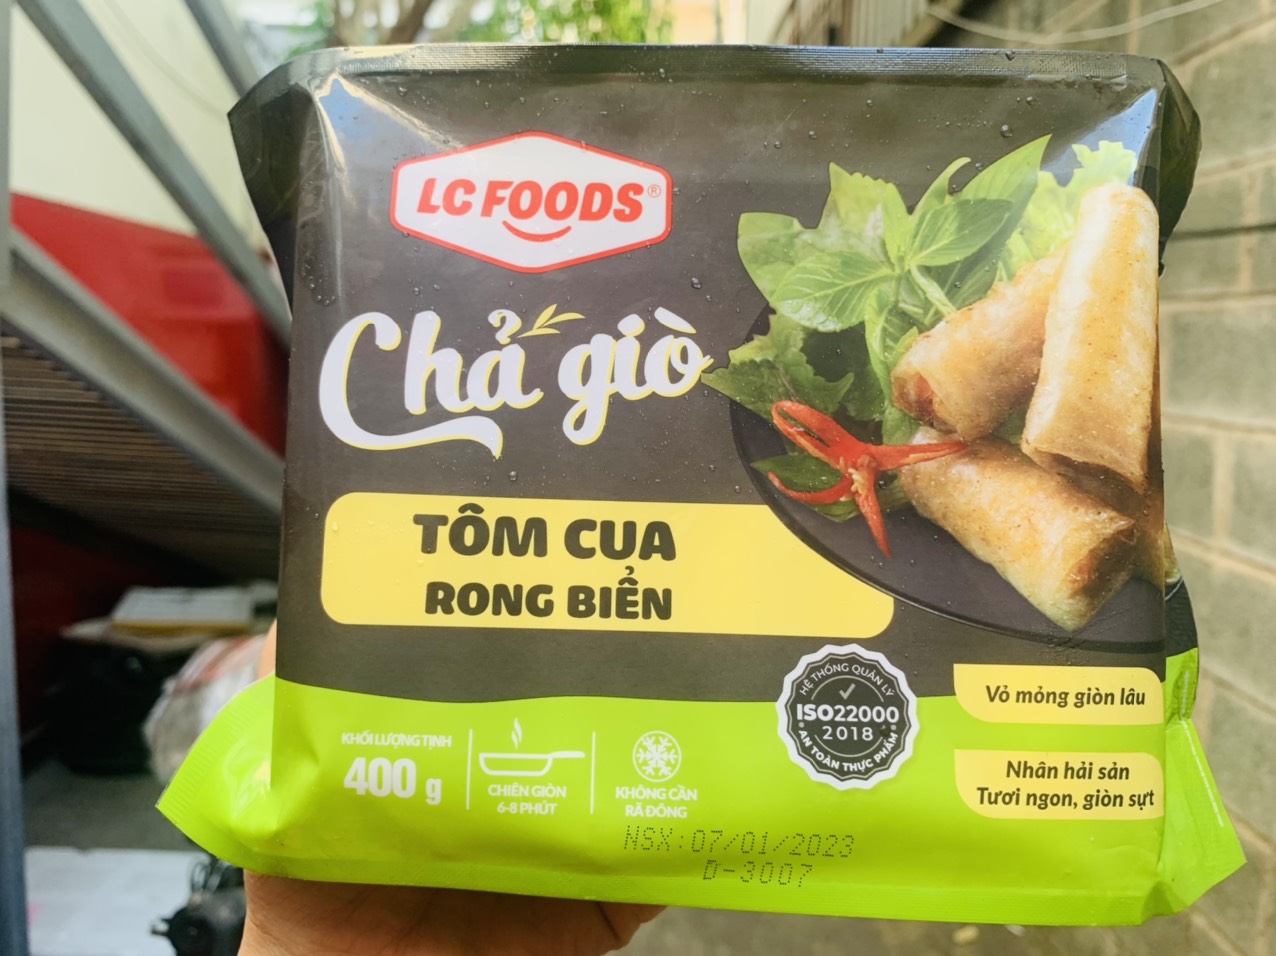 LC FOODS®
Chả giò
TÔM CUA
RONG BIỂN
HỆ THỐNG QUẢN LÝ
ISO22000
2018
AN TOÀN THỰC PHẨM
Vỏ mỏng giòn lâu
Nhân hải sản
Tươi ngon, giòn sựt
KHỐI LƯỢNG TỊNH
400 g
CHIÊN GIÒN
6-8 PHÚT
KHÔNG CẦN
RÃ ĐÔNG
NSX:07/01/2023
D-3007